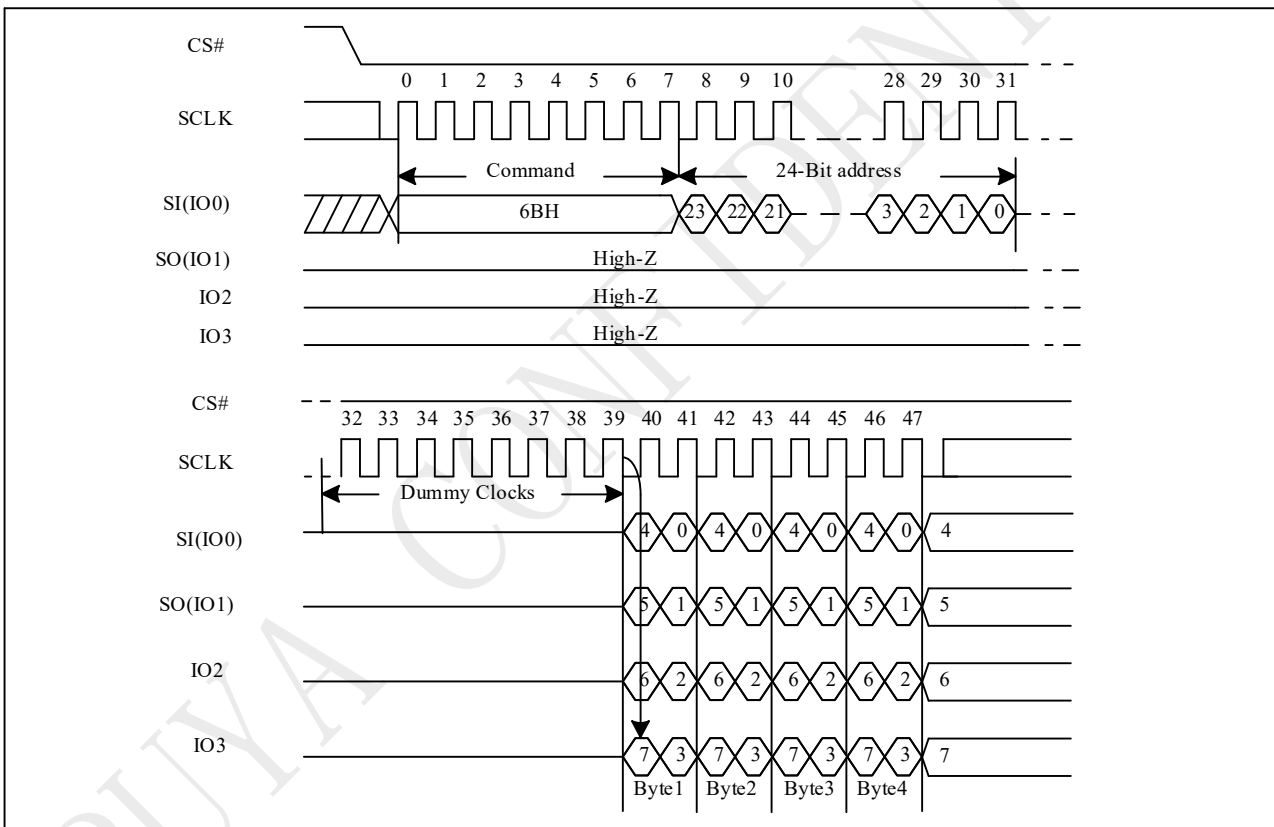 CS#
0 1 2 3 4 5 6 7 8 9 10 28 29 30 31
SCLK
Command 24-Bit address
SI(IO0) 6BH 23 22 21 3 2 1 0
SO(IO1) High-Z
IO2 High-Z
IO3 High-Z
CS#
32 33 34 35 36 37 38 39 40 41 42 43 44 45 46 47
SCLK
Dummy Clocks
SI(IO0) 4 0 4 0 4 0 4 0 4
SO(IO1) 5 1 5 1 5 1 5 1 5
IO2 6 2 6 2 6 2 6 2 6
IO3 7 3 7 3 7 3 7 3 7
Byte1 Byte2 Byte3 Byte4
PUYA CONFIDENT